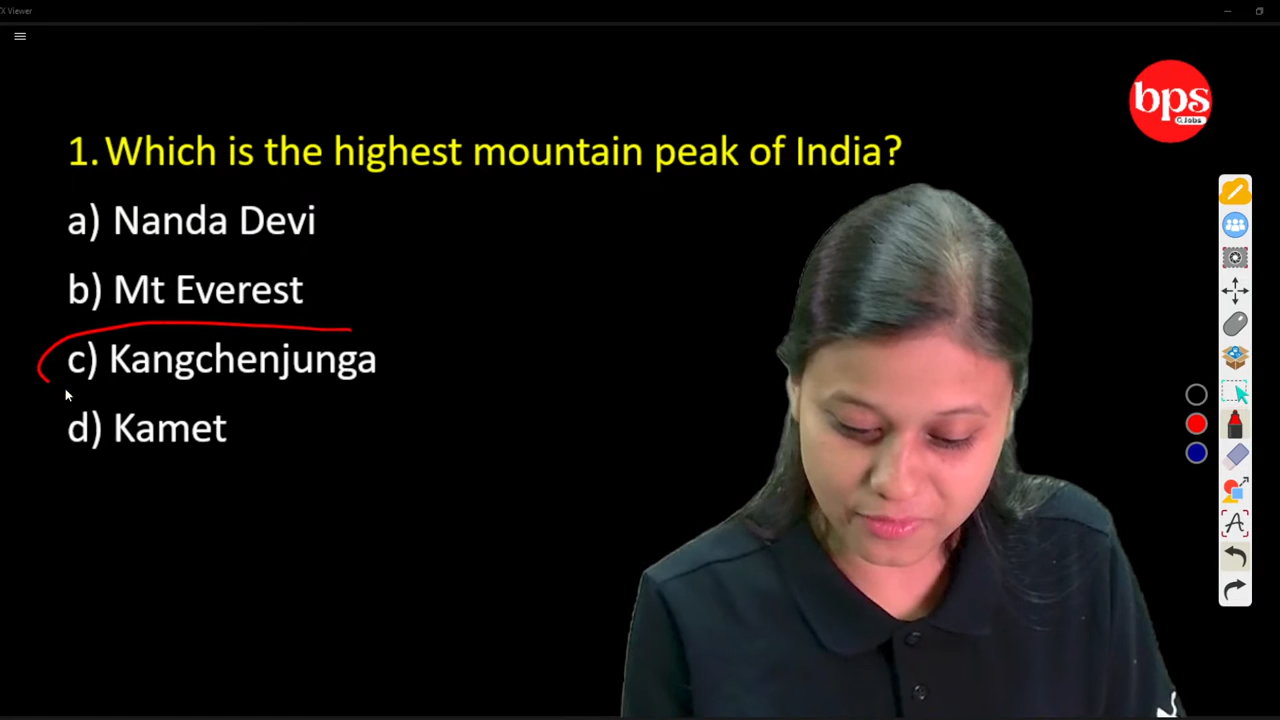 X Viewer
bps
Jobs
1. Which is the highest mountain peak of India?
a) Nanda Devi
b) Mt Everest
c) Kangchenjunga
d) Kamet